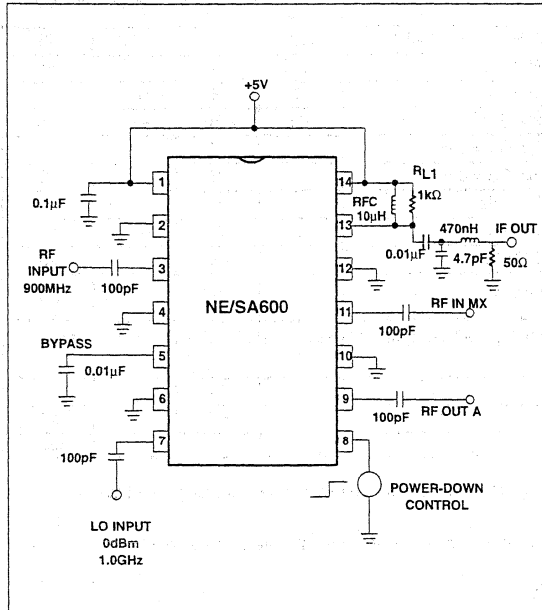 +5V
1
14
0.1µF
RFC
10µH
RL1
1kΩ
2
13
470nH
IF OUT
0.01µF
4.7pF
50Ω
RF
INPUT
900MHz
100pF
3
12
NE/SA600
4
11
RF IN MX
100pF
BYPASS
5
10
0.01µF
6
9
100pF
RF OUT A
7
8
100pF
POWER-DOWN
CONTROL
LO INPUT
0dBm
1.0GHz